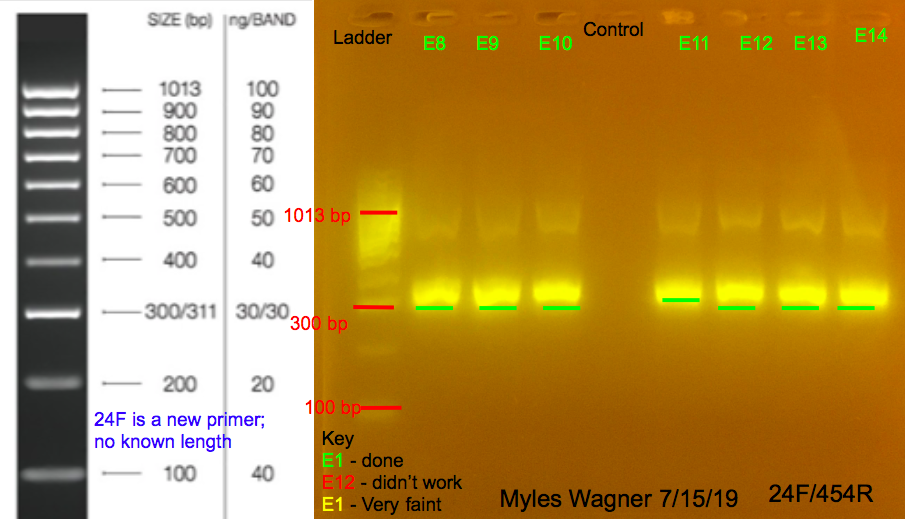 SIZE (bp) ng/BAND
1013 100
900 90
800 80
700 70
600 60
500 50
400 40
300/311 30/30
200 20
100 40
24F is a new primer;
no known length
Ladder E8 E9 E10 Control E11 E12 E13 E14
1013 bp
300 bp
100 bp
Key
E1 - done
E12 - didn't work
E1 - Very faint
Myles Wagner 7/15/19 24F/454R